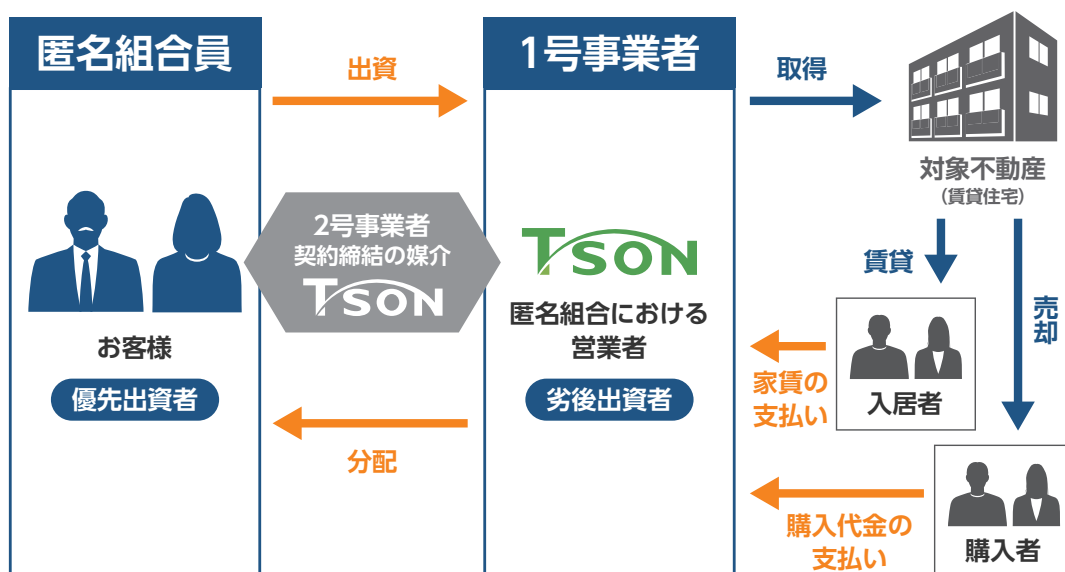 匿名組合員
出資
1号事業者
取得
対象不動産
(賃貸住宅)
2号事業者
契約締結の媒介
TSON
TSON
匿名組合における
営業者
お客様
優先出資者
劣後出資者
分配
賃貸
売却
入居者
家賃の
支払い
購入者
購入代金の
支払い